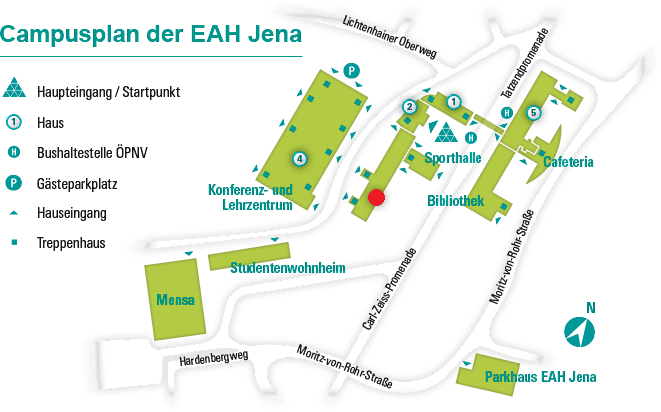 Campusplan der EAH Jena
Haupteingang / Startpunkt
1
Haus
H
Bushaltestelle ÖPNV
P
Gästeparkplatz
Hauseingang
Treppenhaus
Lichtenhainer Oberweg
Tatzendpromenade
P
2
1
5
H
H
4
Sporthalle
Cafeteria
Konferenz- und
Lehrzentrum
Bibliothek
Studentenwohnheim
Mensa
Carl-Zeiss-Promenade
Moritz-von-Rohr-Straße
N
Hardenbergweg
Moritz-von-Rohr-Straße
Parkhaus EAH Jena